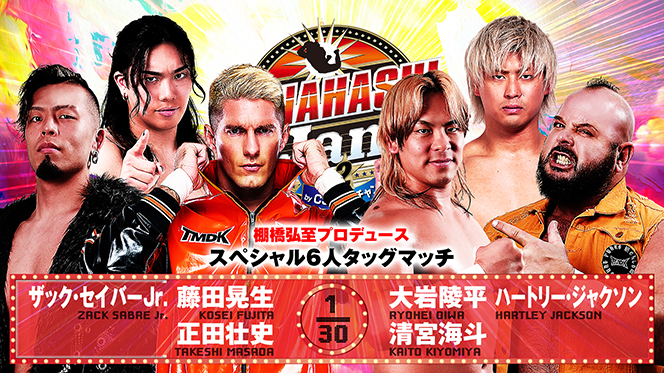 AHASHI
Jam
by
TMDK
棚橋弘至プロデュース
スペシャル6人タッグマッチ
ザック・セイバーJr.
ZACK SABRE Jr.
藤田晃生
KOSEI FUJITA
正田壮史
TAKESHI MASADA
1/30
大岩陵平
RYOHEI OIWA
ハートリー・ジャクソン
HARTLEY JACKSON
清宮海斗
KAITO KIYOMIYA